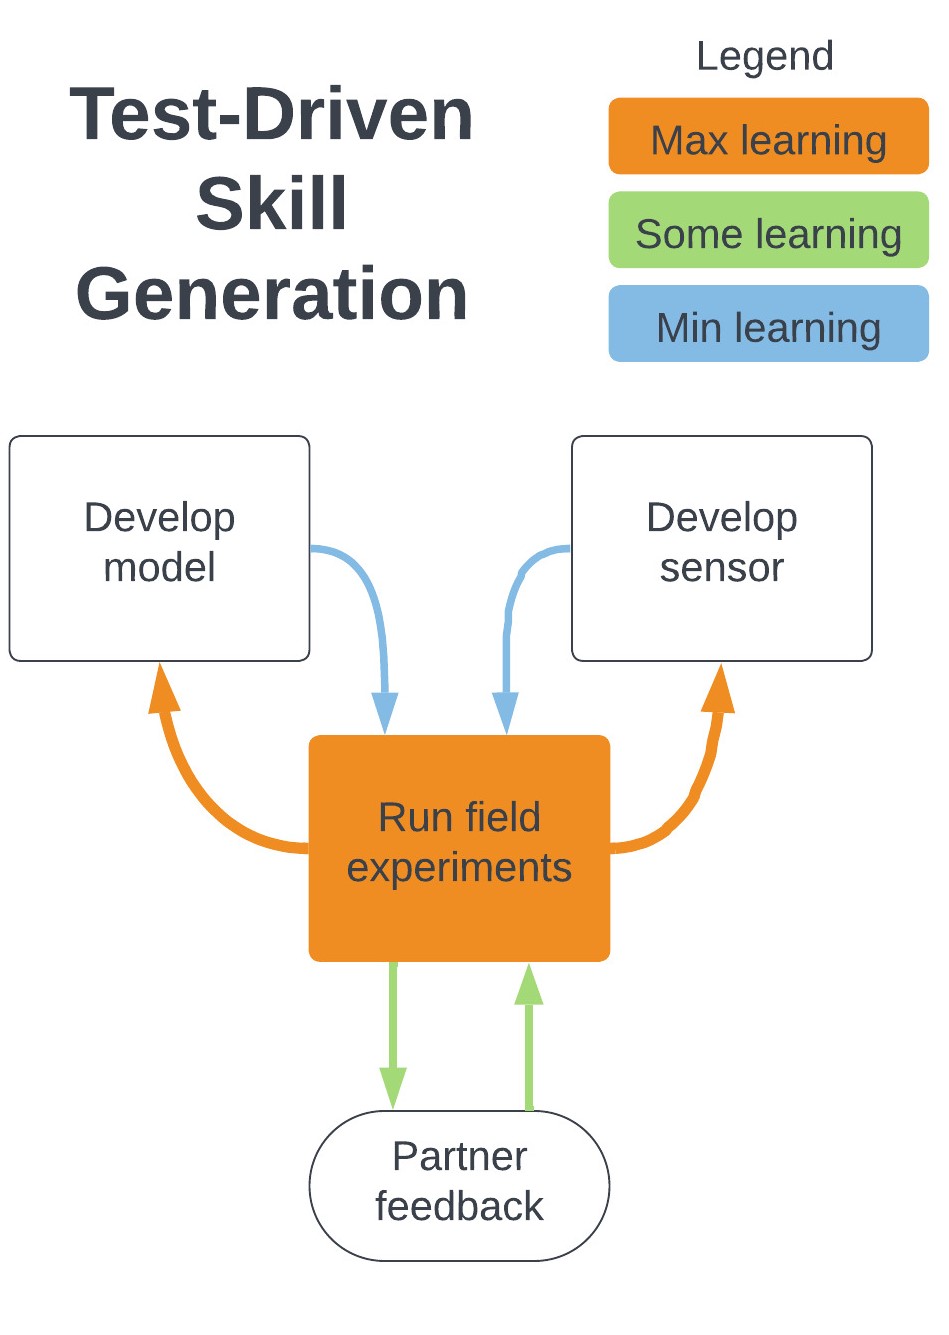 Test-Driven
Skill
Generation
Legend
Max learning
Some learning
Min learning
Develop
model
Develop
sensor
Run field
experiments
Partner
feedback